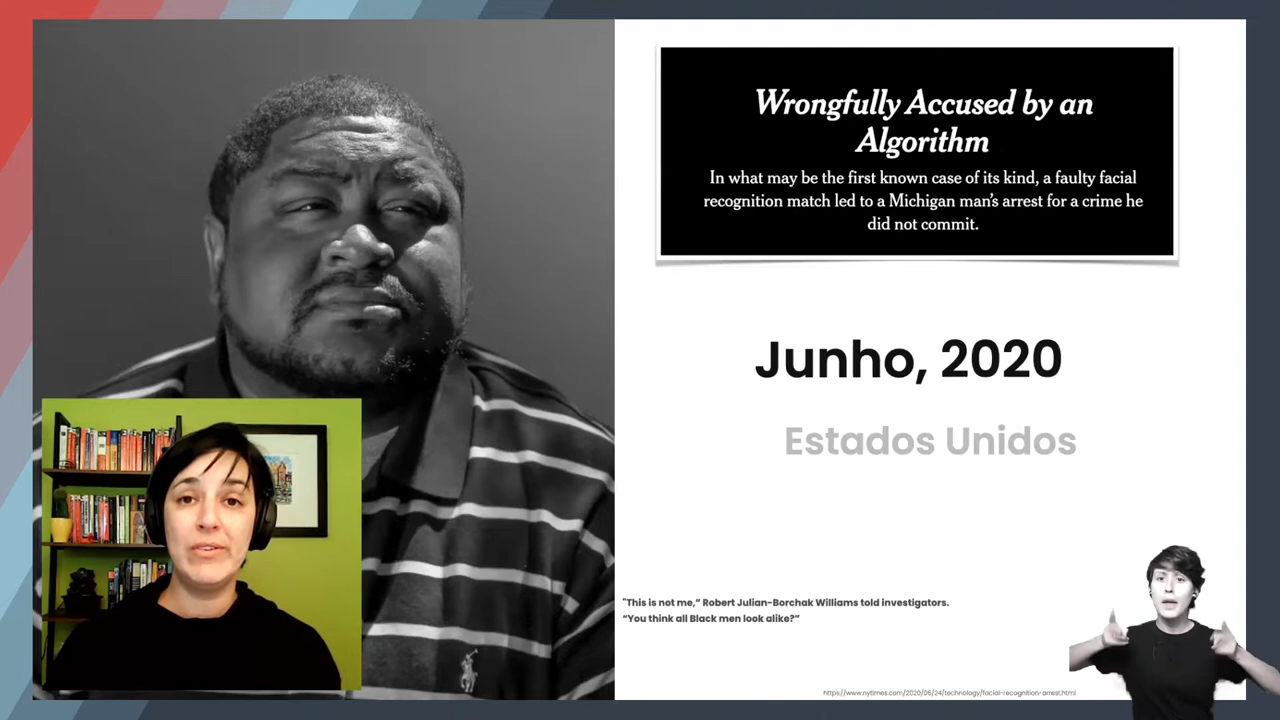 Wrongfully Accused by an
Algorithm
In what may be the first known case of its kind, a faulty facial
recognition match led to a Michigan man's arrest for a crime he
did not commit.
Junho, 2020
Estados Unidos
"This is not me,” Robert Julian-Borchak Williams told investigators.
“You think all Black men look alike?”
https://www.nytimes.com/2020/06/24/technology/facial-recognition-arrest.html